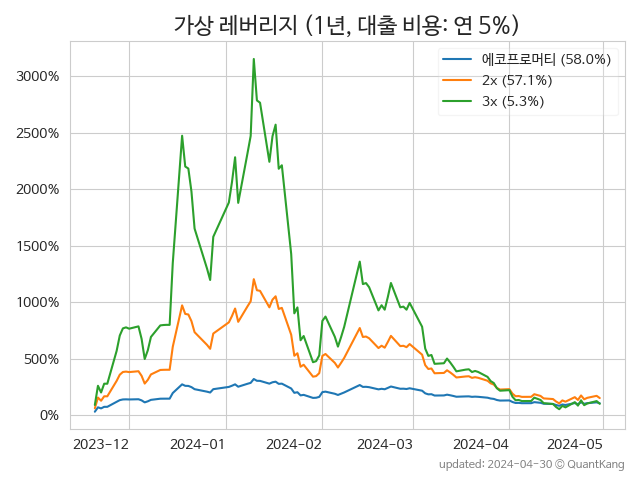 가상 레버리지 (1년, 대출 비용: 연 5%)
에코프로머티 (58.0%)
2x (57.1%)
3x (5.3%)
3000%
2500%
2000%
1500%
1000%
500%
0%
2023-12
2024-01
2024-02
2024-03
2024-04
2024-05
updated: 2024-04-30 © QuantKang